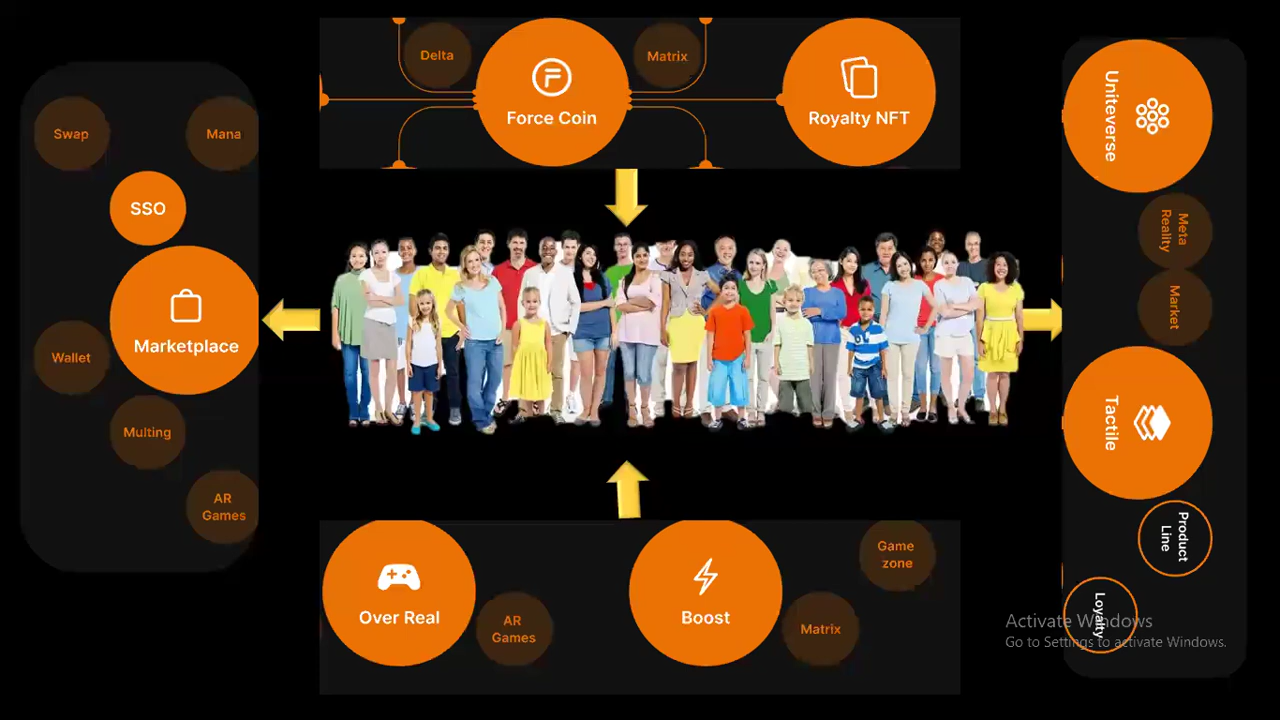 Delta
Matrix
Force Coin
Royalty NFT
Swap
Mana
SSO
Marketplace
Wallet
Multing
AR
Games
Over Real
AR
Games
Boost
Matrix
Game
zone
Uniteverse
Meta
Reality
Market
Tactile
Product
Line
Loyalty
Activate Windows
Go to Settings to activate Windows.